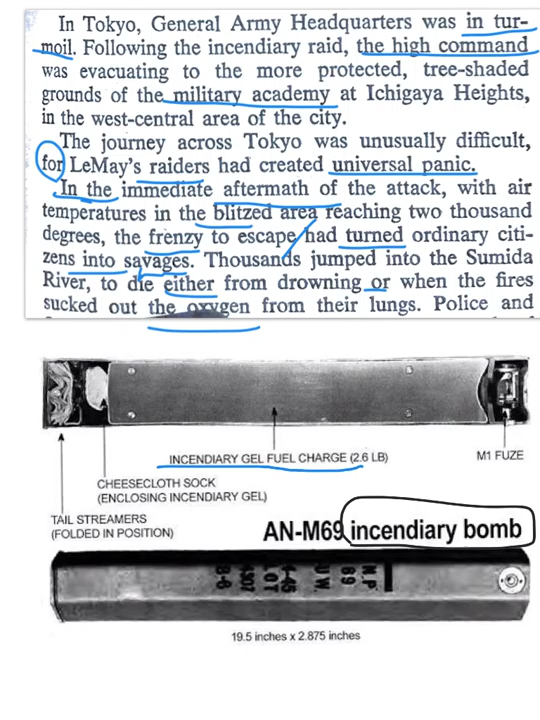 In Tokyo, General Army Headquarters was in tur-
moil. Following the incendiary raid, the high command
was evacuating to the more protected, tree-shaded
grounds of the military academy at Ichigaya Heights,
in the west-central area of the city.
The journey across Tokyo was unusually difficult,
for LeMay's raiders had created universal panic.
In the immediate aftermath of the attack, with air
temperatures in the blitzed area reaching two thousand
degrees, the frenzy to escape had turned ordinary citi-
zens into savages. Thousands jumped into the Sumida
River, to die either from drowning or when the fires
sucked out the oxygen from their lungs. Police and
INCENDIARY GEL FUEL CHARGE (2.6 LB)
M1 FUZE
CHEESECLOTH SOCK
(ENCLOSING INCENDIARY GEL)
TAIL STREAMERS
(FOLDED IN POSITION)
AN-M69 incendiary bomb
N.P.
69
U.W.
LOT
19.5 inches x 2.875 inches